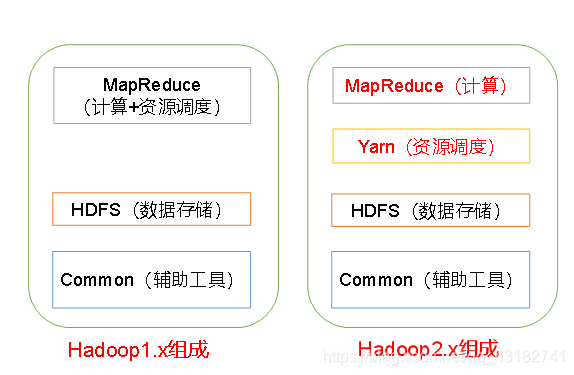 MapReduce
（计算+资源调度）
HDFS（数据存储）
Common（辅助工具）
Hadoop1.x组成
MapReduce（计算）
Yarn（资源调度）
HDFS（数据存储）
Common（辅助工具）
Hadoop2.x组成